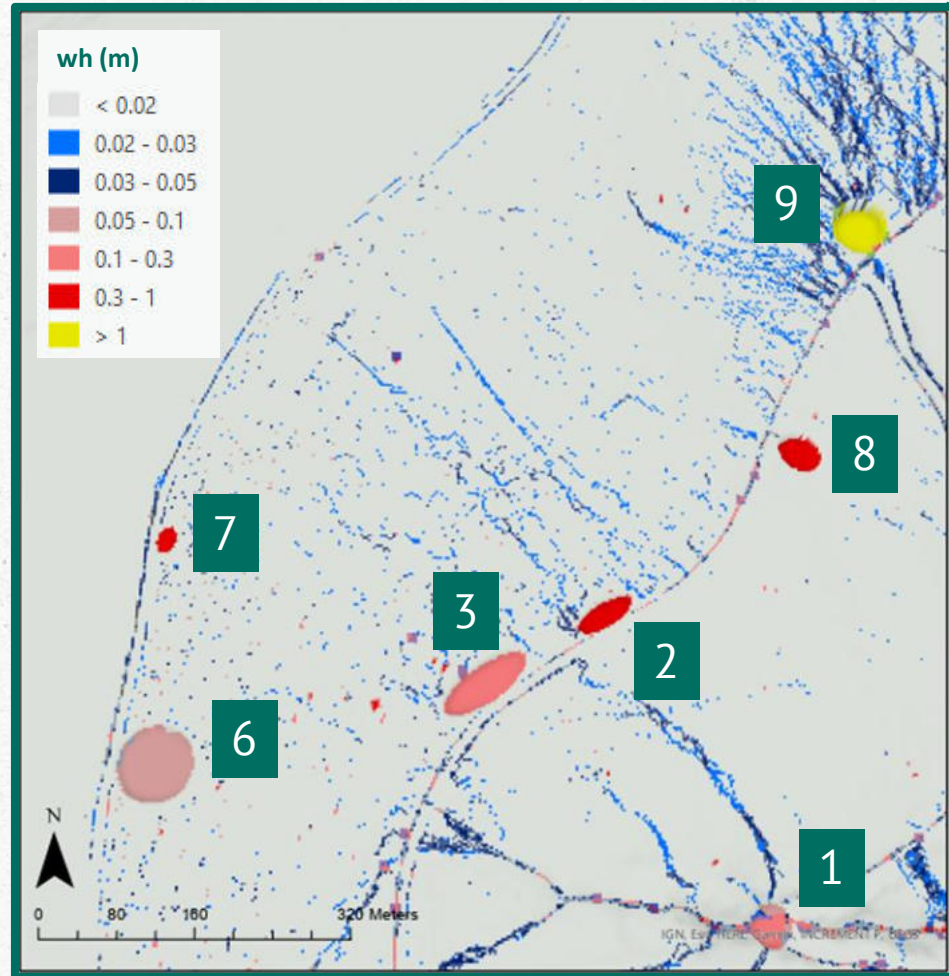 wh (m)
< 0.02
0.02 - 0.03
0.03 - 0.05
0.05 - 0.1
0.1 - 0.3
0.3 - 1
> 1
9
8
7
3
2
6
1
N
0 80 160 320 Meters
IGN, Esri, HERE, Garmin, INCREMENT P, USGS